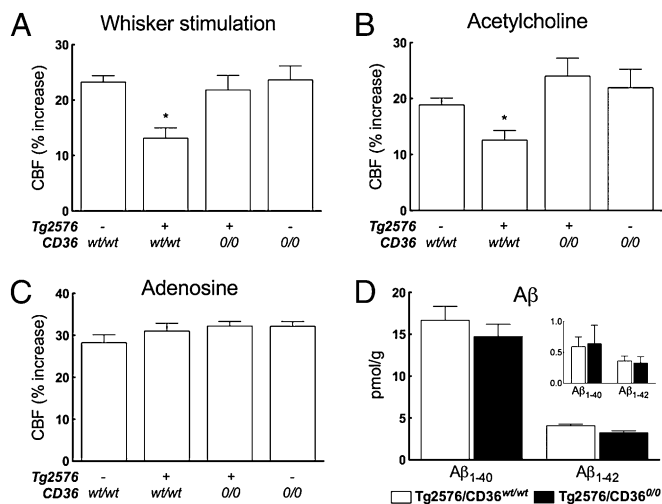 A
Whisker stimulation
CBF (% increase)
30
20
10
0
Tg2576 - + + -
CD36 wt/wt wt/wt 0/0 0/0
*
B
Acetylcholine
CBF (% increase)
30
20
10
0
Tg2576 - + + -
CD36 wt/wt wt/wt 0/0 0/0
*
C
Adenosine
CBF (% increase)
40
30
20
10
0
Tg2576 - + + -
CD36 wt/wt wt/wt 0/0 0/0
D
Aβ
pmol/g
20
15
10
5
0
1.0
0.5
0.0
Aβ1-40 Aβ1-42
Aβ1-40 Aβ1-42
Tg2576/CD36wt/wt Tg2576/CD360/0